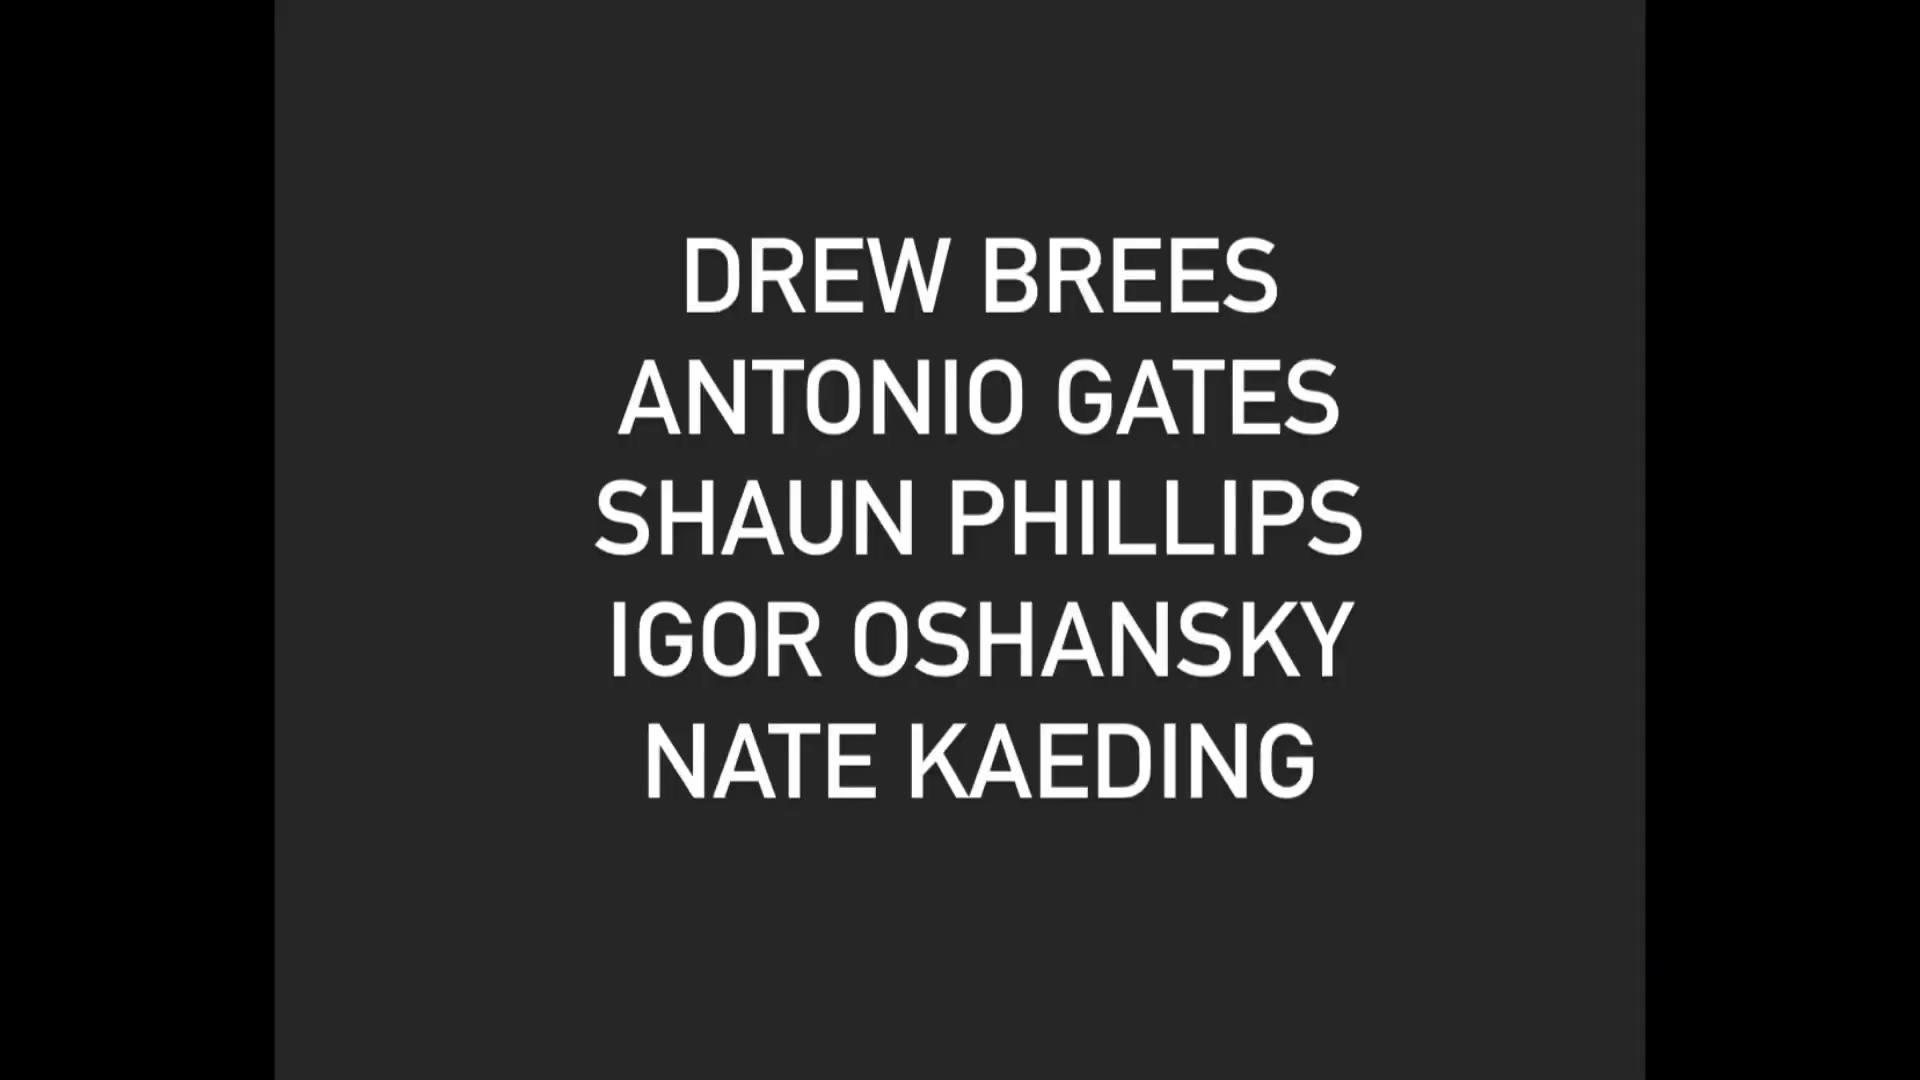 DREW BREES
ANTONIO GATES
SHAUN PHILLIPS
IGOR OSHANSKY
NATE KAEDING